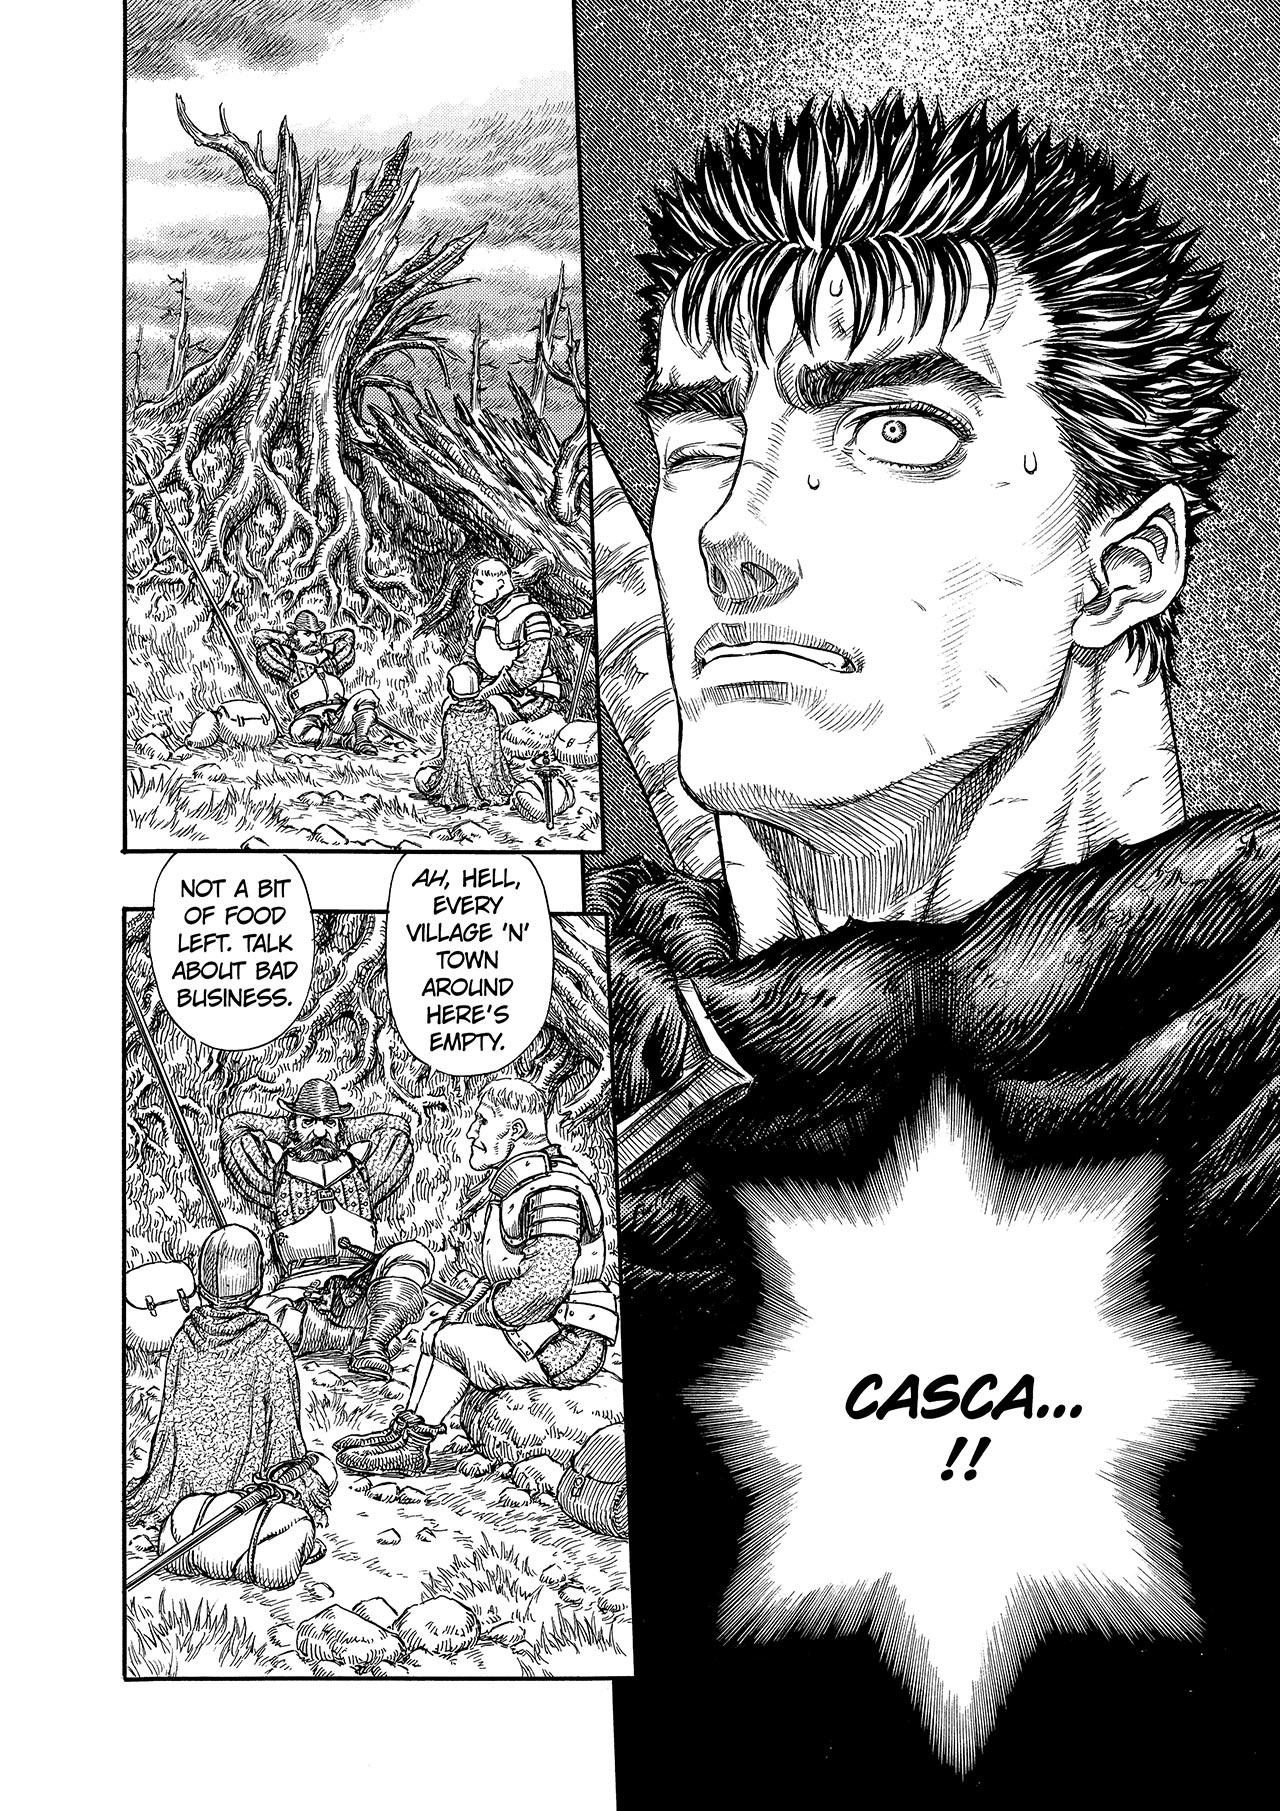 CASCA...
!!
AH, HELL,
EVERY
VILLAGE 'N'
TOWN
AROUND
HERE'S
EMPTY.
NOT A BIT
OF FOOD
LEFT. TALK
ABOUT BAD
BUSINESS.